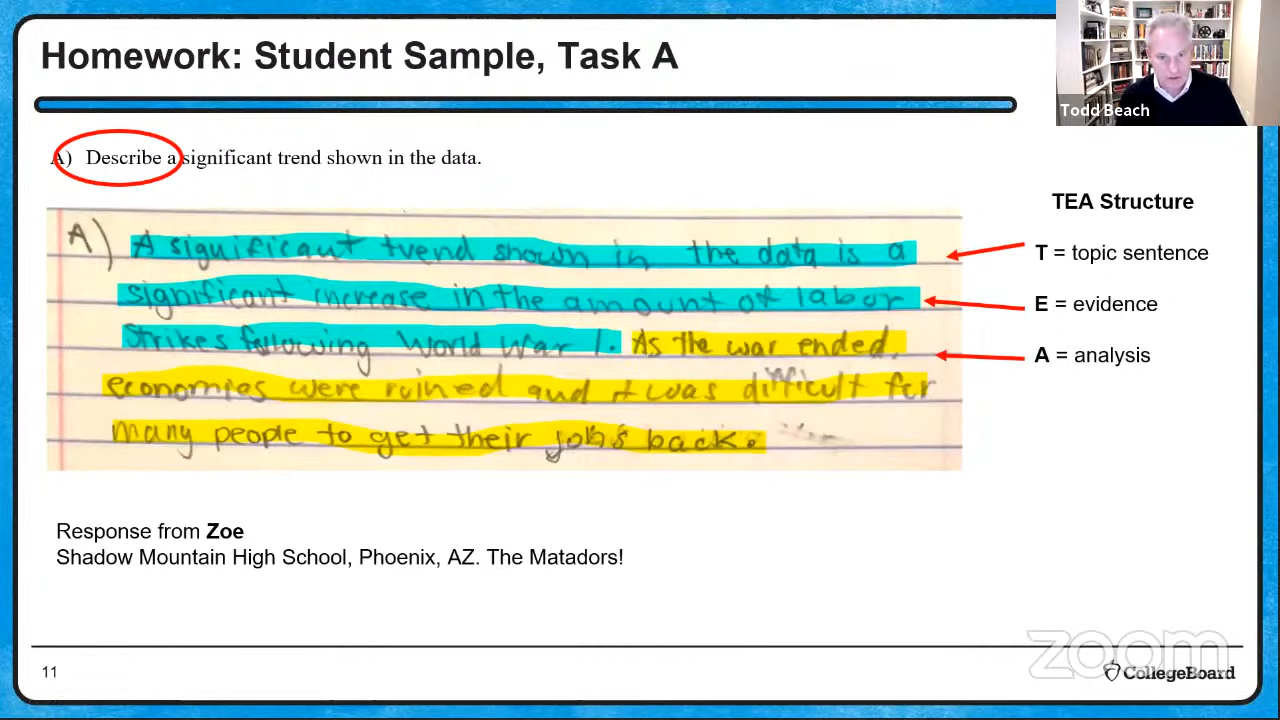 Homework: Student Sample, Task A
Todd Beach
A) Describe a significant trend shown in the data.
TEA Structure
T = topic sentence
E = evidence
A = analysis
A) A significant trend shown in the data is a
significant increase in the amount of labor
strikes following World War 1. As the war ended,
economies were ruined and it was difficult for
many people to get their jobs back.
Response from Zoe
Shadow Mountain High School, Phoenix, AZ. The Matadors!
11
zoom
CollegeBoard